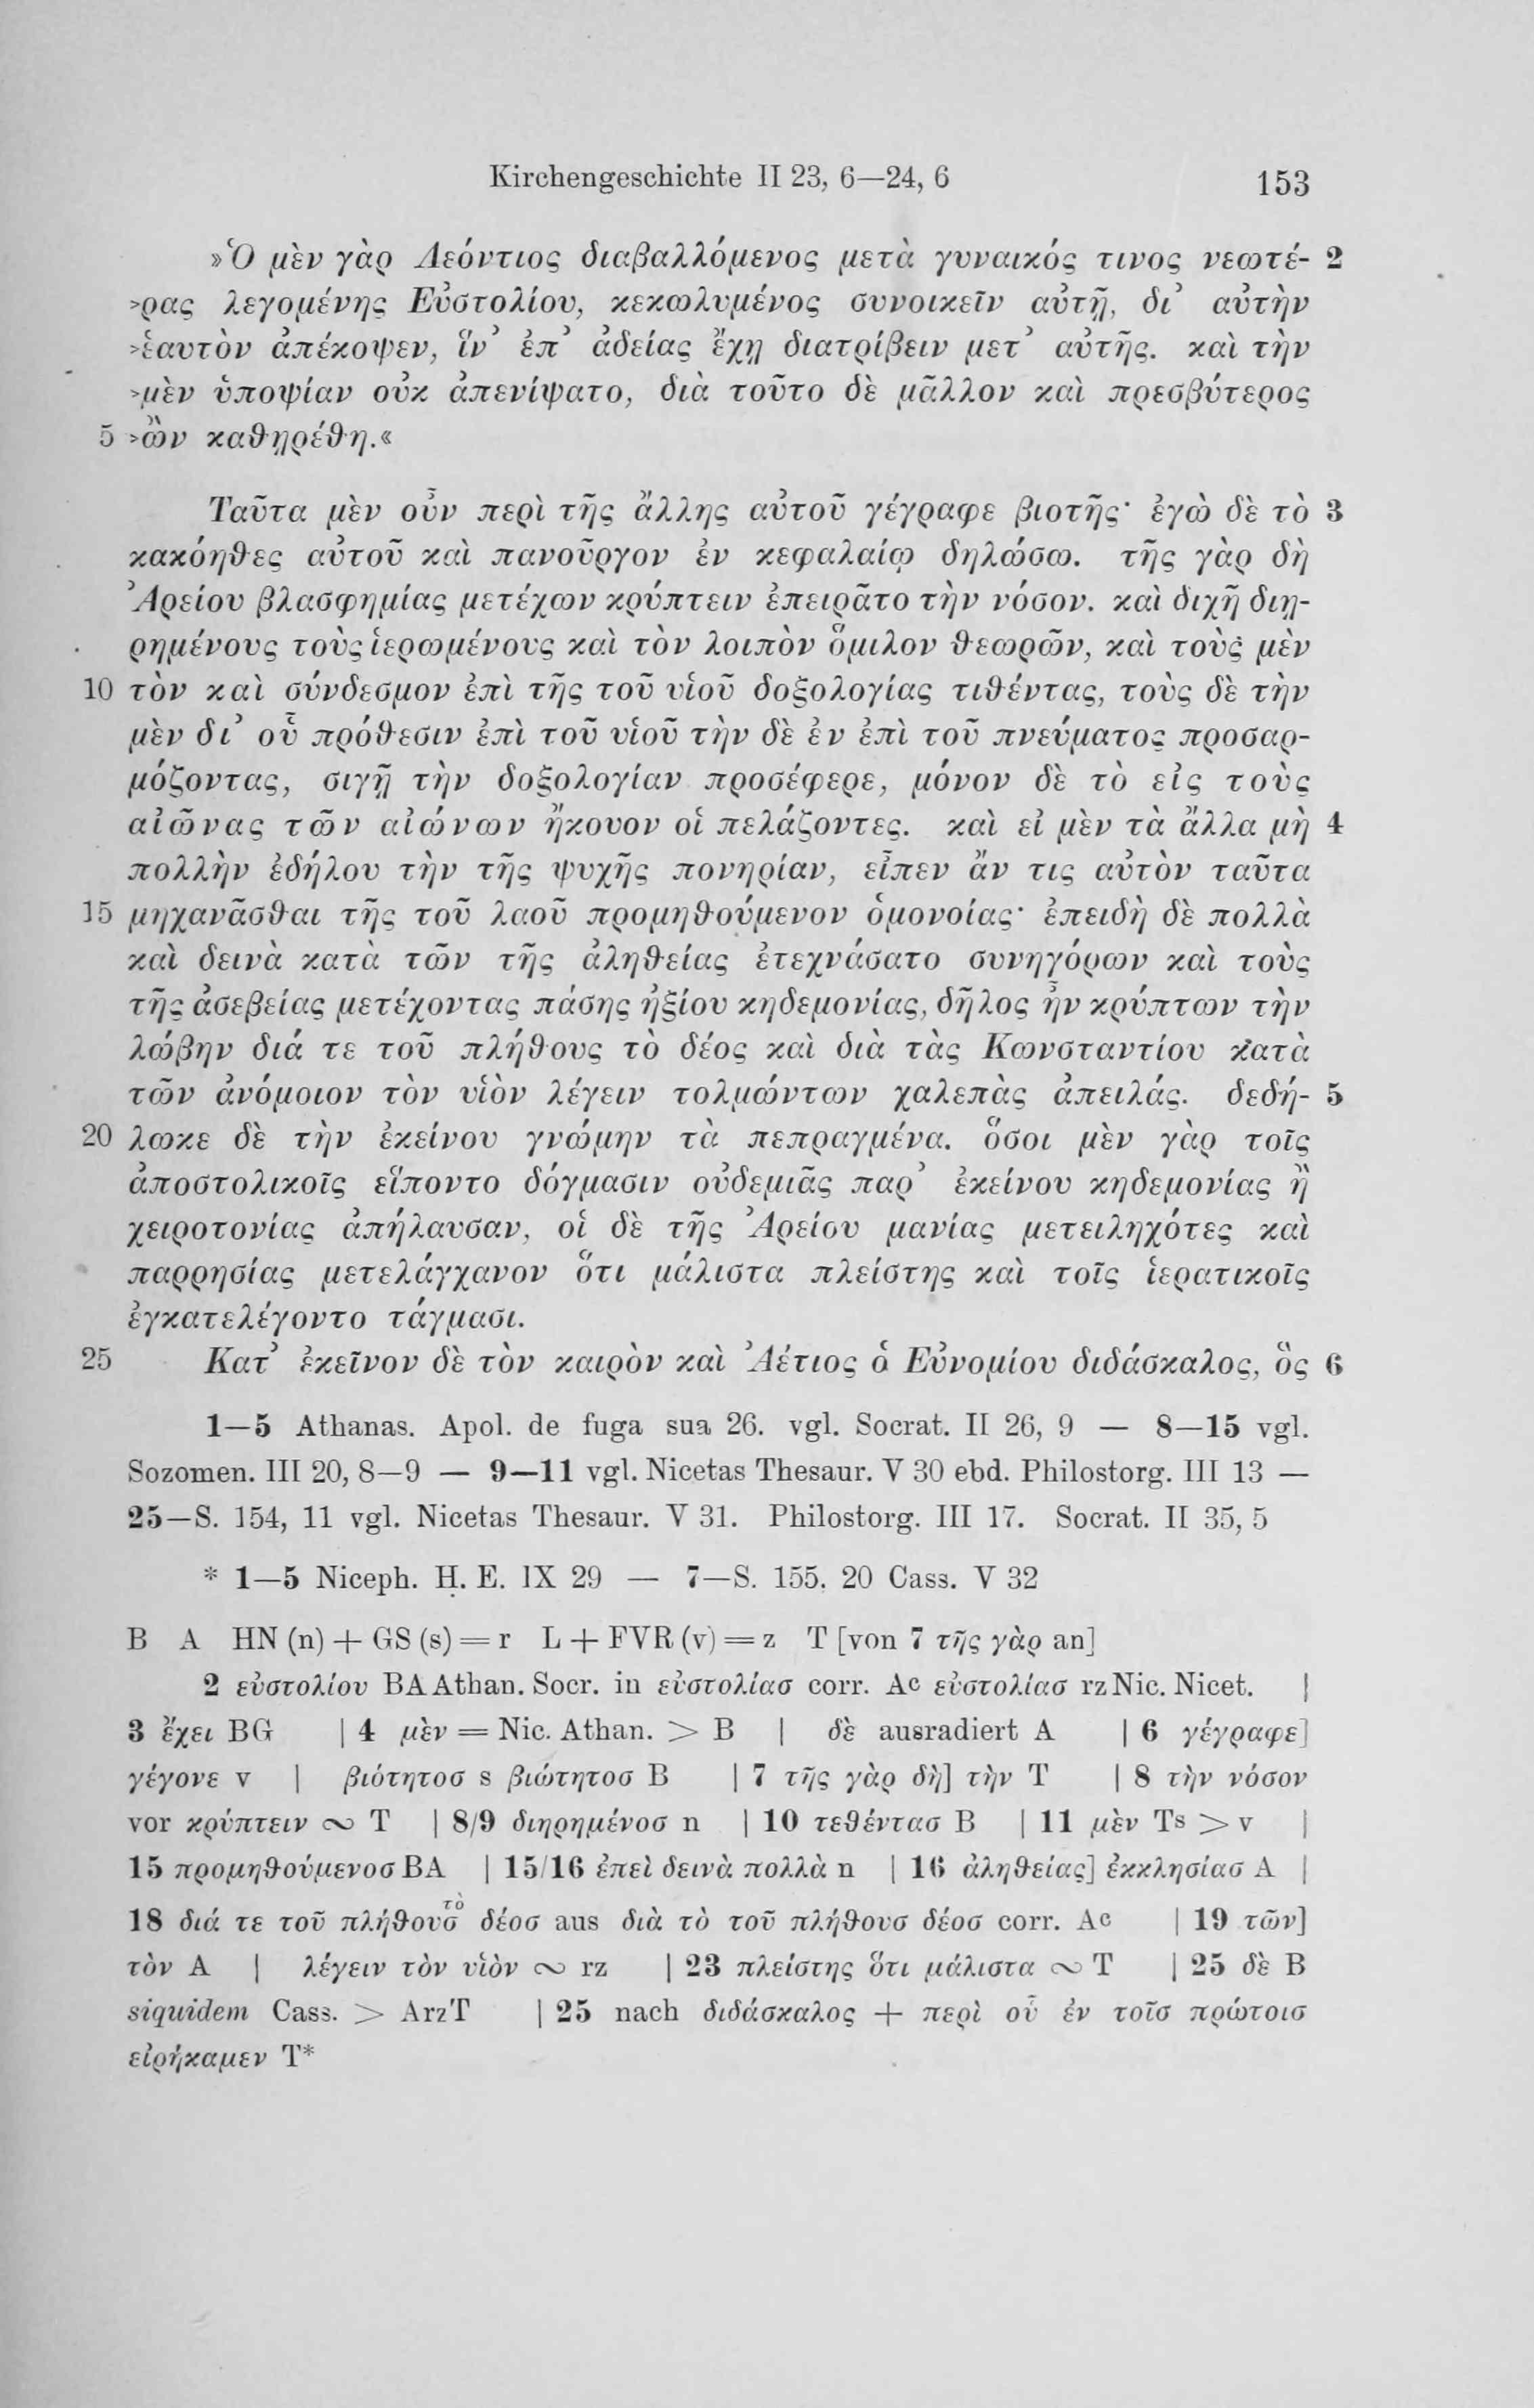 Kirchengeschichte II 23, 6—24, 6 153
»Ὁ μὲν γὰρ Λεόντιος διαβαλλόμενος μετὰ γυναικός τινος νεωτέ- 2
>ρας λεγομένης Εὐστολίου, κεκωλυμένος συνοικεῖν αὐτῇ, δι᾽ αὐτὴν
>ἑαυτὸν ἀπέκοψεν, ἵν᾽ ἐπ᾽ ἀδείας ἔχῃ διατρίβειν μετ᾽ αὐτῆς. καὶ τὴν
>μὲν ὑποψίαν οὐκ ἀπενίψατο, διὰ τοῦτο δὲ μᾶλλον καὶ πρεσβύτερος
5 >ὢν καθῃρέθη.«
Ταῦτα μὲν οὖν περὶ τῆς ἄλλης αὐτοῦ γέγραφε βιοτῆς· ἐγὼ δὲ τὸ 3
κακόηθες αὐτοῦ καὶ πανοῦργον ἐν κεφαλαίῳ δηλώσω. τῆς γὰρ δὴ
Ἀρείου βλασφημίας μετέχων κρύπτειν ἐπειρᾶτο τὴν νόσον. καὶ διχῇ διῃ-
ρημένους τοὺς ἱερωμένους καὶ τὸν λοιπὸν ὅμιλον θεωρῶν, καὶ τοὺς μὲν
10 τὸν καὶ σύνδεσμον ἐπὶ τῆς τοῦ υἱοῦ δοξολογίας τιθέντας, τοὺς δὲ τὴν
μὲν δι᾽ οὗ πρόθεσιν ἐπὶ τοῦ υἱοῦ τὴν δὲ ἐν ἐπὶ τοῦ πνεύματος προσαρ-
μόζοντας, σιγῇ τὴν δοξολογίαν προσέφερε, μόνον δὲ τὸ εἰς τοὺς
αἰῶνας τῶν αἰώνων ἤκουον οἱ πελάζοντες. καὶ εἰ μὲν τὰ ἄλλα μὴ 4
πολλὴν ἐδήλου τὴν τῆς ψυχῆς πονηρίαν, εἶπεν ἄν τις αὐτὸν ταῦτα
15 μηχανᾶσθαι τῆς τοῦ λαοῦ προμηθούμενον ὁμονοίας· ἐπειδὴ δὲ πολλὰ
καὶ δεινὰ κατὰ τῶν τῆς ἀληθείας ἐτεχνάσατο συνηγόρων καὶ τοὺς
τῆς ἀσεβείας μετέχοντας πάσης ἠξίου κηδεμονίας, δῆλος ἦν κρύπτων τὴν
λώβην διά τε τοῦ πλήθους τὸ δέος καὶ διὰ τὰς Κωνσταντίου κατὰ
τῶν ἀνόμοιον τὸν υἱὸν λέγειν τολμώντων χαλεπὰς ἀπειλάς. δεδή- 5
20 λωκε δὲ τὴν ἐκείνου γνώμην τὰ πεπραγμένα. ὅσοι μὲν γὰρ τοῖς
ἀποστολικοῖς εἵποντο δόγμασιν οὐδεμιᾶς παρ᾽ ἐκείνου κηδεμονίας ἢ
χειροτονίας ἀπήλαυσαν, οἱ δὲ τῆς Ἀρείου μανίας μετειληχότες καὶ
παρρησίας μετελάγχανον ὅτι μάλιστα πλείστης καὶ τοῖς ἱερατικοῖς
ἐγκατελέγοντο τάγμασι.
25 Κατ᾽ ἐκεῖνον δὲ τὸν καιρὸν καὶ Ἀέτιος ὁ Εὐνομίου διδάσκαλος, ὃς 6
1—5 Athanas. Apol. de fuga sua 26. vgl. Socrat. II 26, 9 — 8—15 vgl.
Sozomen. III 20, 8—9 — 9—11 vgl. Nicetas Thesaur. V 30 ebd. Philostorg. III 13 —
25—S. 154, 11 vgl. Nicetas Thesaur. V 31. Philostorg. III 17. Socrat. II 35, 5
* 1—5 Niceph. H. E. IX 29 — 7—S. 155, 20 Cass. V 32
B A HN (n) + GS (s) = r L + FVR (v) = z T [von 7 τῆς γὰρ an]
2 εὐστολίου BA Athan. Socr. in εὐστολίασ corr. Ac εὐστολίασ rz Nic. Nicet. |
3 ἔχει BG | 4 μὲν = Nic. Athan. > B | δὲ ausradiert A | 6 γέγραφε]
γέγονε v | βιότητοσ s βιώτητοσ B | 7 τῆς γὰρ δὴ] τὴν T | 8 τὴν νόσον
vor κρύπτειν ∾ T | 8/9 διῃρημένοσ n | 10 τεθέντασ B | 11 μὲν Ts > v |
15 προμηθούμενοσ BA | 15/16 ἐπεὶ δεινὰ πολλὰ n | 16 ἀληθείας] ἐκκλησίασ A |
18 διά τε τοῦ πλήθουσ τὸ δέοσ aus διὰ τὸ τοῦ πλήθουσ δέοσ corr. Ac | 19 τῶν]
τὸν A | λέγειν τὸν υἱὸν ∾ rz | 23 πλείστης ὅτι μάλιστα ∾ T | 25 δὲ B
siquidem Cass. > ArzT | 25 nach διδάσκαλος + περὶ οὗ ἐν τοῖσ πρώτοισ
εἰρήκαμεν T*